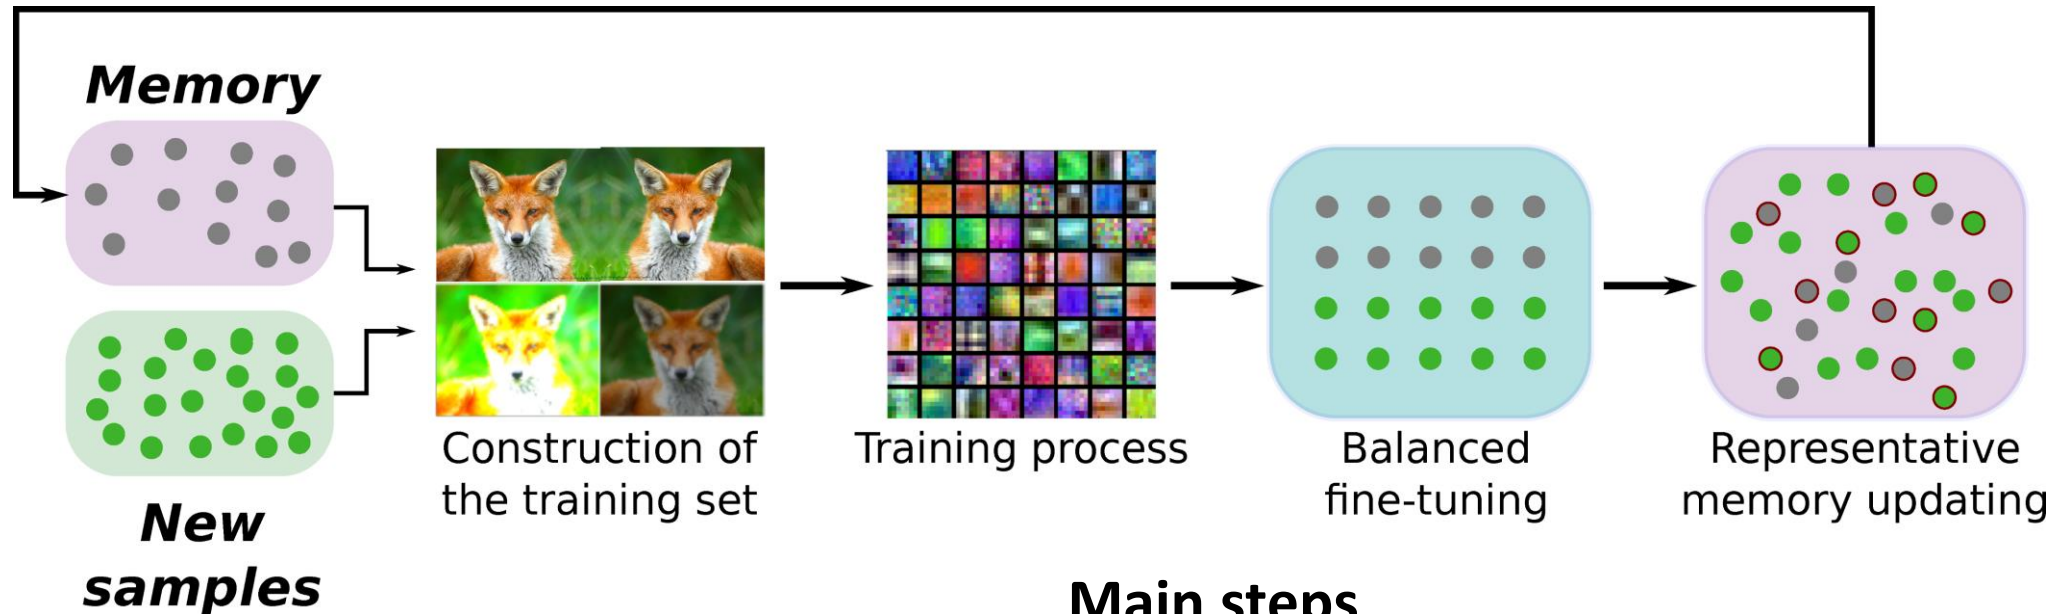 Memory
New
samples
Construction of
the training set
Training process
Balanced
fine-tuning
Representative
memory updating
Main steps